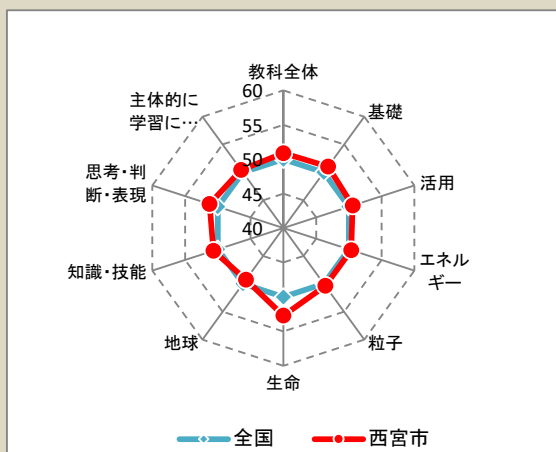 教科全体
60
55
50
45
40
基礎
活用
エネル
ギー
粒子
生命
地球
知識・技能
思考・判
断・表現
主体的に
学習に…
全国
西宮市